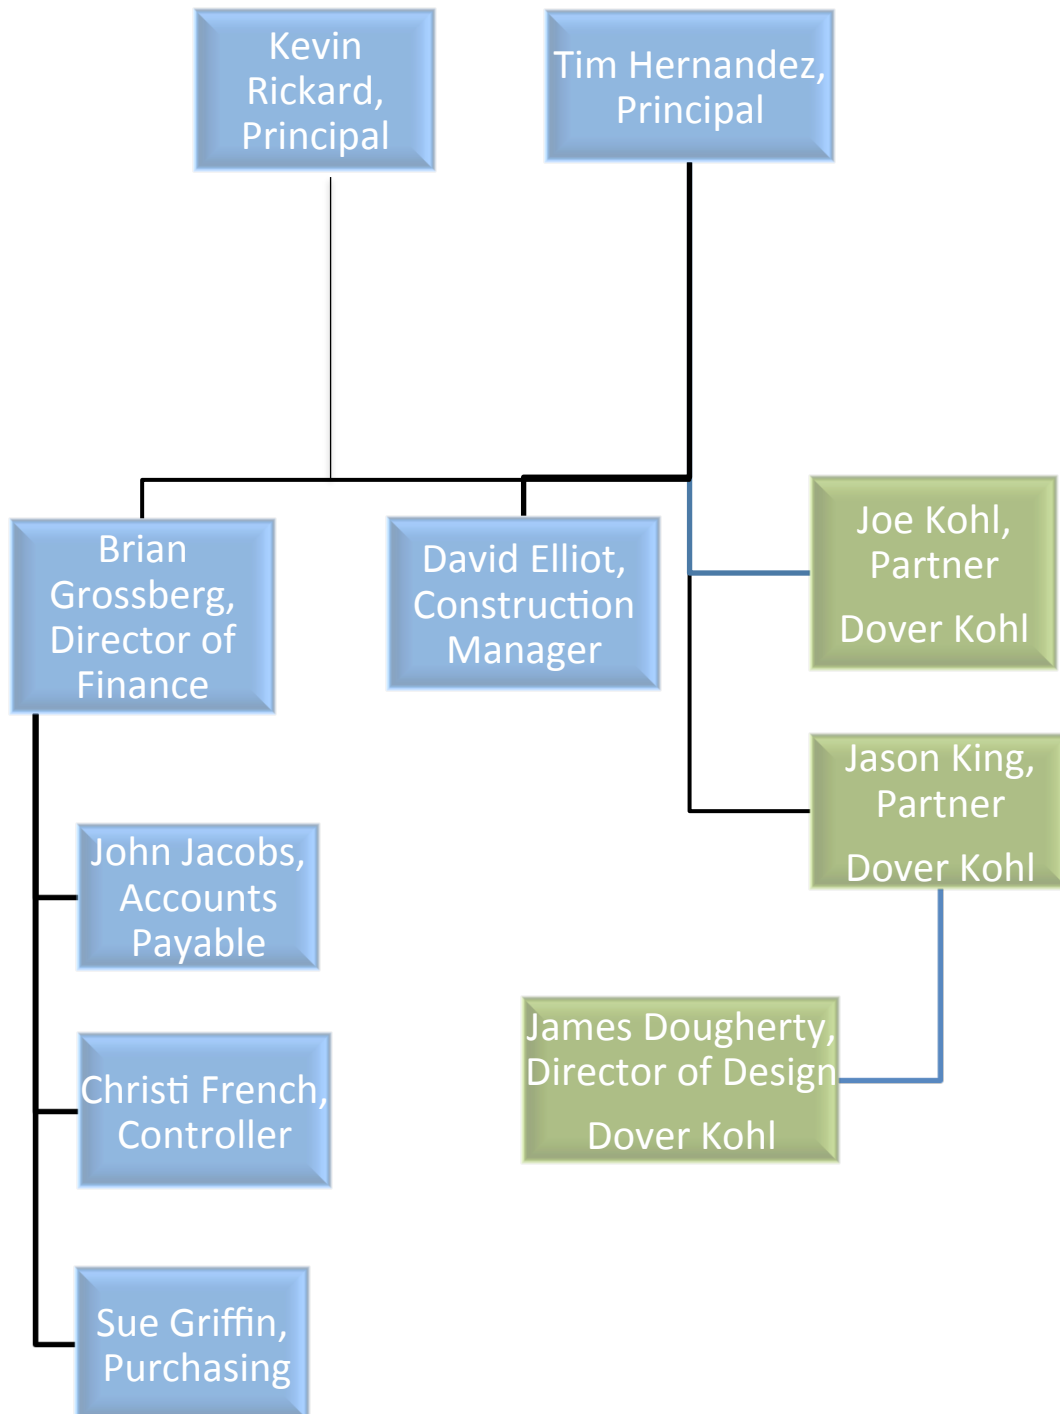 Kevin
Rickard,
Principal
Tim Hernandez,
Principal
Brian
Grossberg,
Director of
Finance
David Elliot,
Construction
Manager
Joe Kohl,
Partner
Dover Kohl
Jason King,
Partner
Dover Kohl
John Jacobs,
Accounts
Payable
James Dougherty,
Director of Design
Dover Kohl
Christi French,
Controller
Sue Griffin,
Purchasing